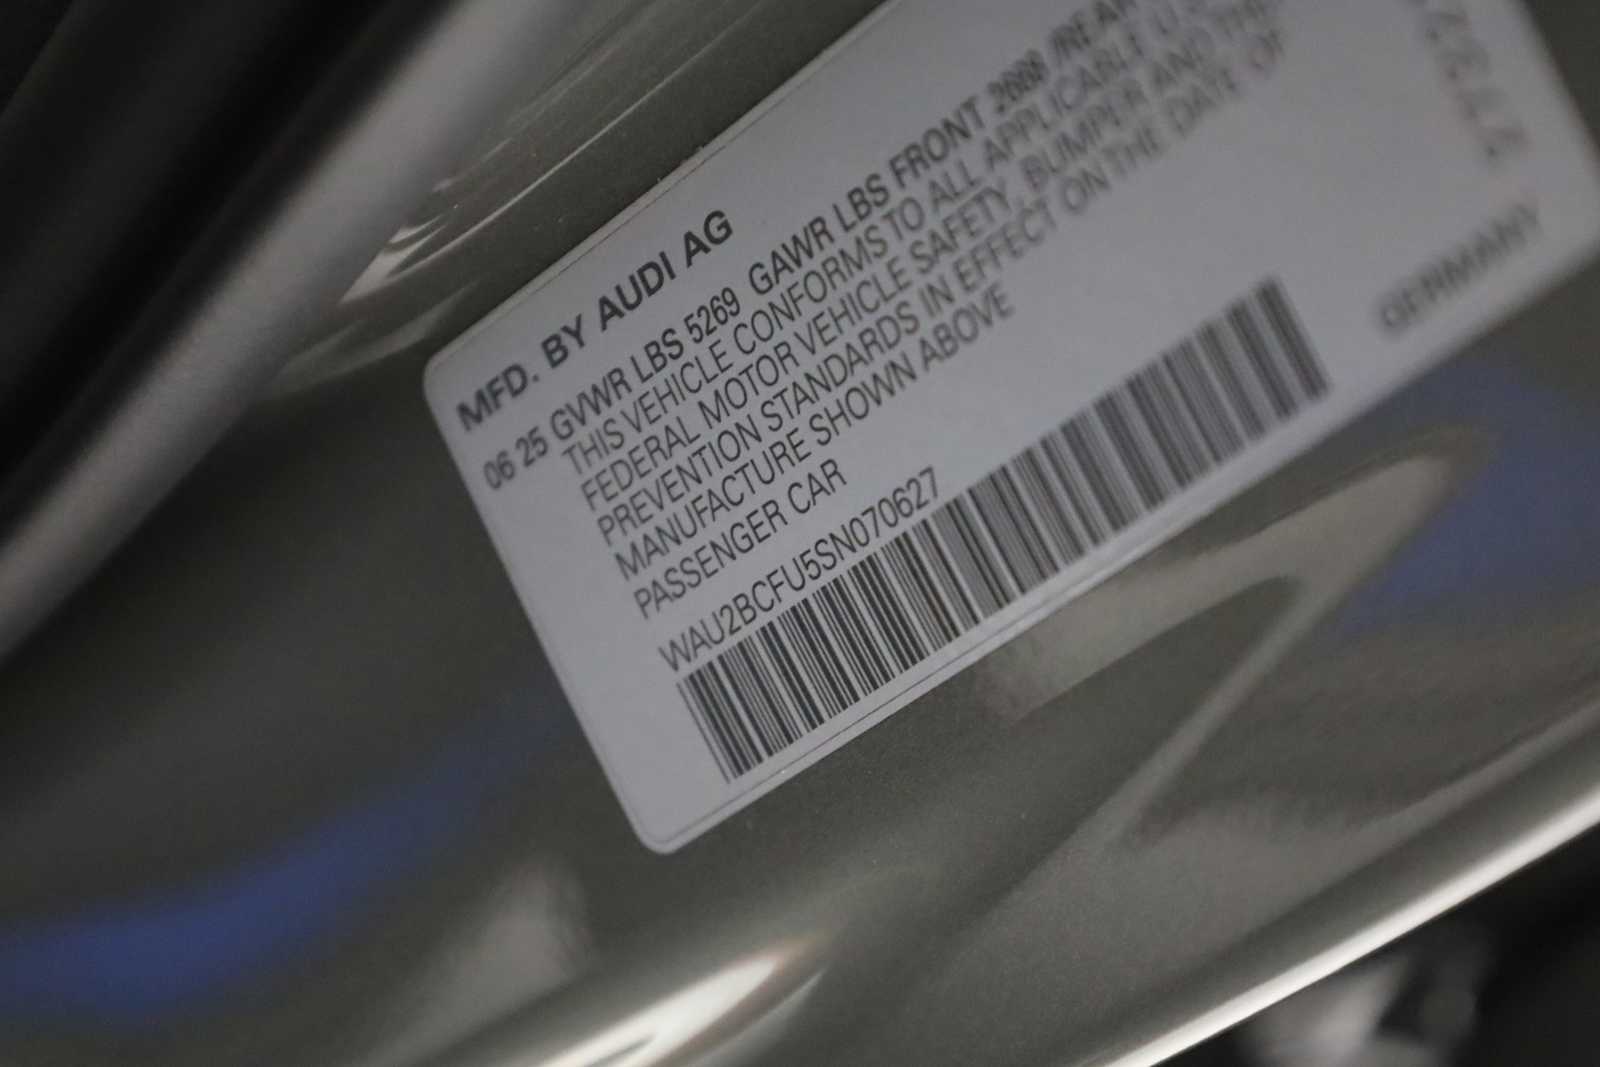 MFD. BY AUDI AG
06 25 GVWR LBS 5269 GAWR LBS FRONT 2668 /REAR
THIS VEHICLE CONFORMS TO ALL APPLICABLE U.S.
FEDERAL MOTOR VEHICLE SAFETY, BUMPER AND THE
PREVENTION STANDARDS IN EFFECT ON THE DATE OF
MANUFACTURE SHOWN ABOVE
PASSENGER CAR
WAU2BCFU5SN070627
GERMANY